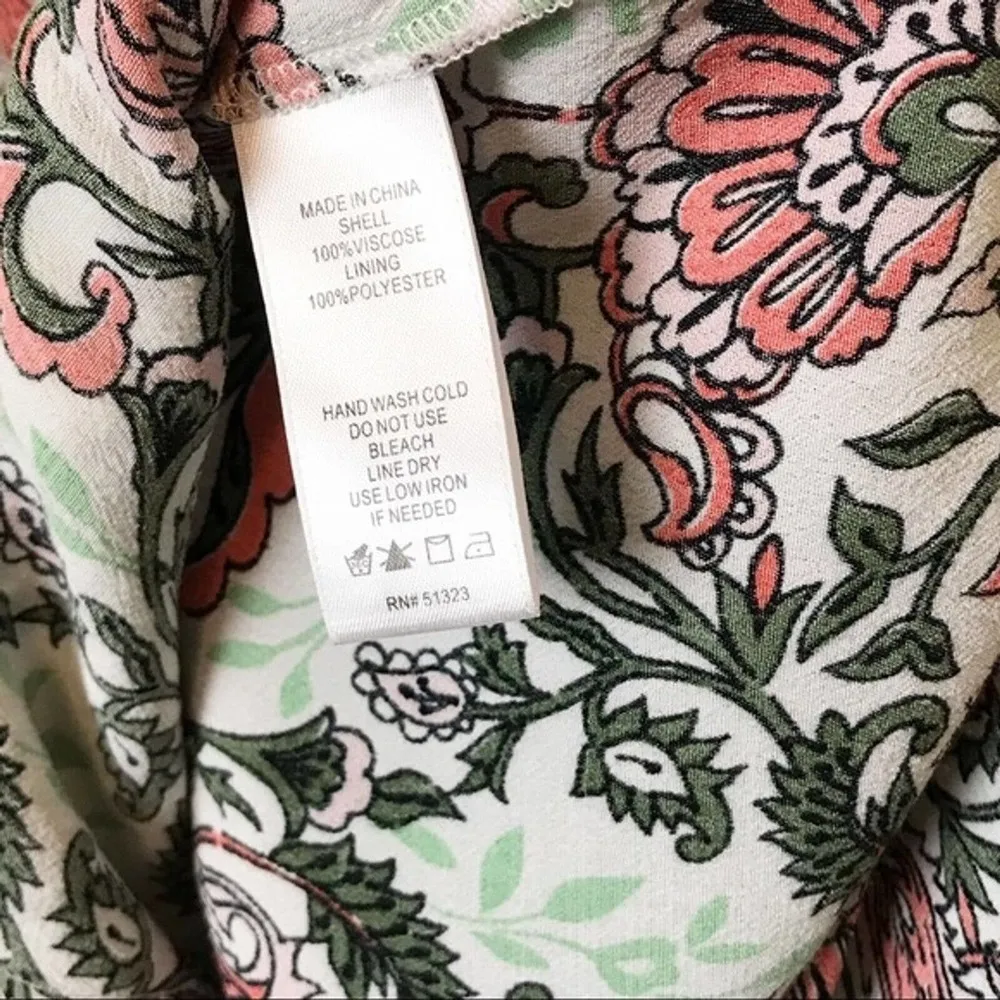 MADE IN CHINA
SHELL
100%VISCOSE
LINING
100%POLYESTER
HAND WASH COLD
DO NOT USE
BLEACH
LINE DRY
USE LOW IRON
IF NEEDED
RN# 51323